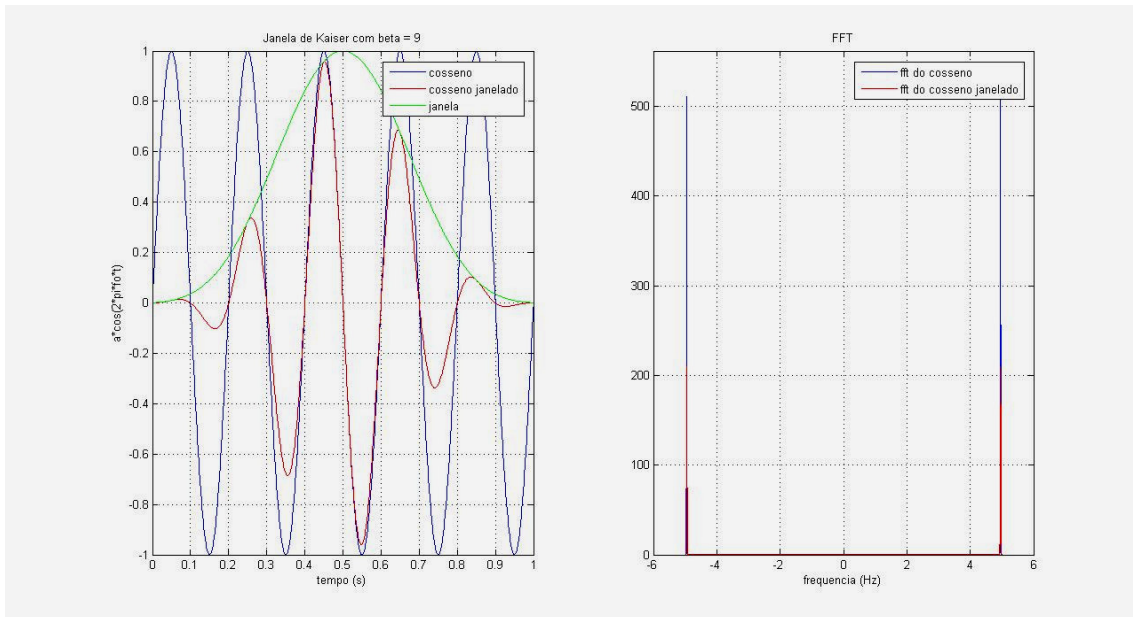 Janela de Kaiser com beta = 9
cosseno
cosseno janelado
janela
a*cos(2*pi*fo*t)
1
0.8
0.6
0.4
0.2
0
-0.2
-0.4
-0.6
-0.8
-1
0 0.1 0.2 0.3 0.4 0.5 0.6 0.7 0.8 0.9 1
tempo (s)
FFT
fft do cosseno
fft do cosseno janelado
500
400
300
200
100
0
-6 -4 -2 0 2 4 6
frequencia (Hz)